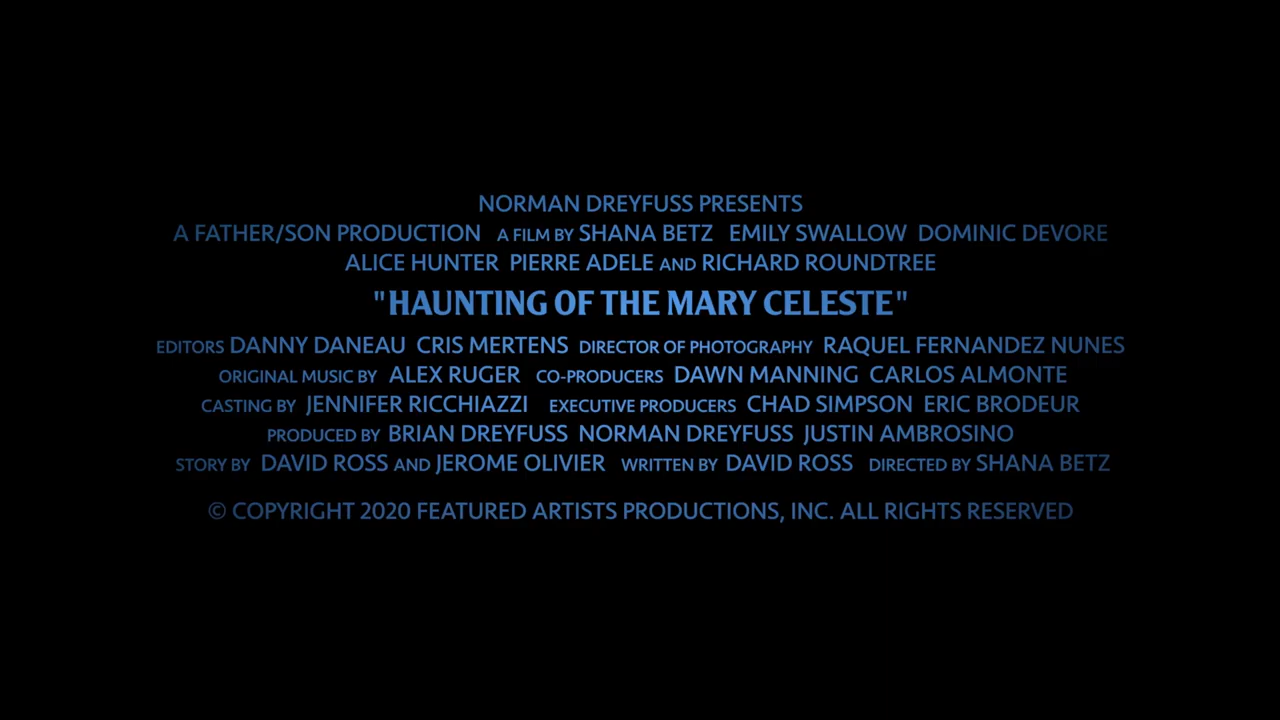 NORMAN DREYFUSS PRESENTS
A FATHER/SON PRODUCTION A FILM BY SHANA BETZ EMILY SWALLOW DOMINIC DEVORE
ALICE HUNTER PIERRE ADELE AND RICHARD ROUNDTREE
"HAUNTING OF THE MARY CELESTE"
EDITORS DANNY DANEAU CRIS MERTENS DIRECTOR OF PHOTOGRAPHY RAQUEL FERNANDEZ NUNES
ORIGINAL MUSIC BY ALEX RUGER CO-PRODUCERS DAWN MANNING CARLOS ALMONTE
CASTING BY JENNIFER RICCHIAZZI EXECUTIVE PRODUCERS CHAD SIMPSON ERIC BRODEUR
PRODUCED BY BRIAN DREYFUSS NORMAN DREYFUSS JUSTIN AMBROSINO
STORY BY DAVID ROSS AND JEROME OLIVIER WRITTEN BY DAVID ROSS DIRECTED BY SHANA BETZ
© COPYRIGHT 2020 FEATURED ARTISTS PRODUCTIONS, INC. ALL RIGHTS RESERVED